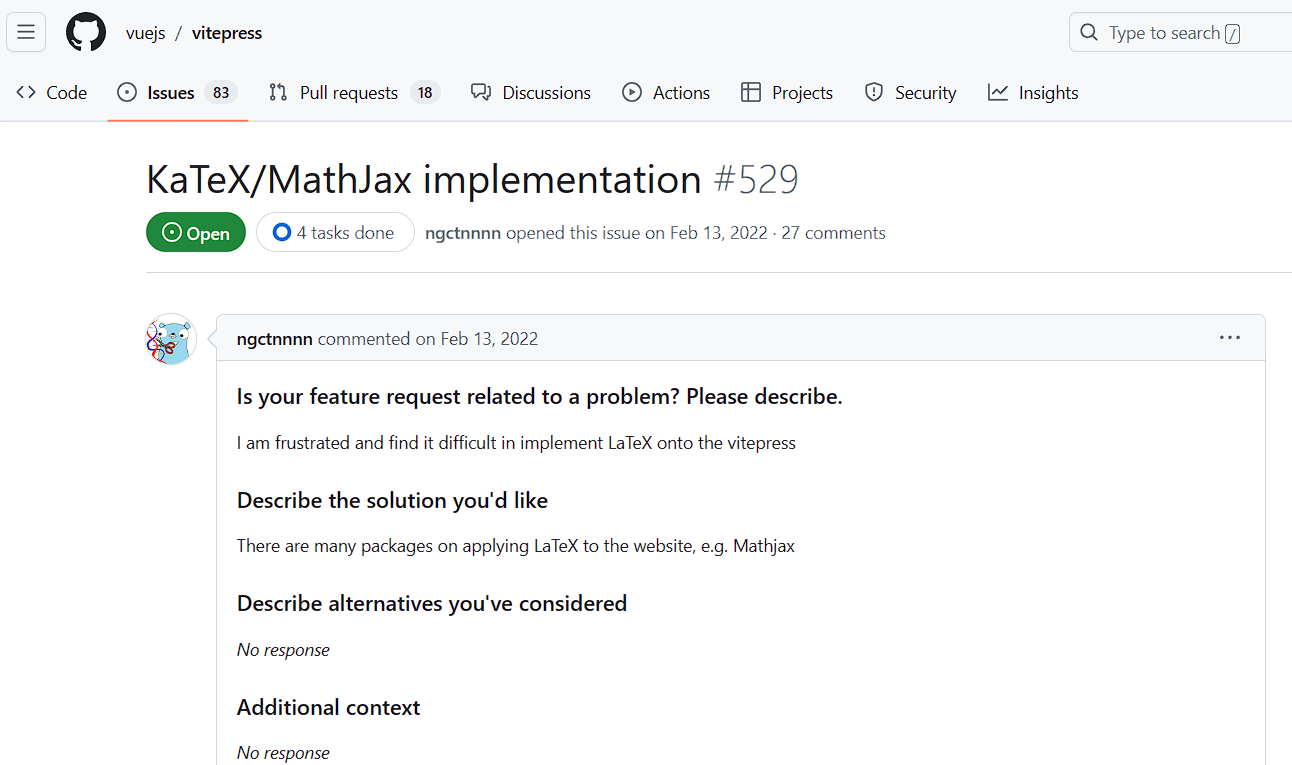 vuejs / vitepress
Type to search /
Code
Issues 83
Pull requests 18
Discussions
Actions
Projects
Security
Insights
KaTeX/MathJax implementation #529
Open
4 tasks done
ngctnnnn opened this issue on Feb 13, 2022 · 27 comments
ngctnnnn commented on Feb 13, 2022
Is your feature request related to a problem? Please describe.
I am frustrated and find it difficult in implement LaTeX onto the vitepress
Describe the solution you'd like
There are many packages on applying LaTeX to the website, e.g. Mathjax
Describe alternatives you've considered
No response
Additional context
No response